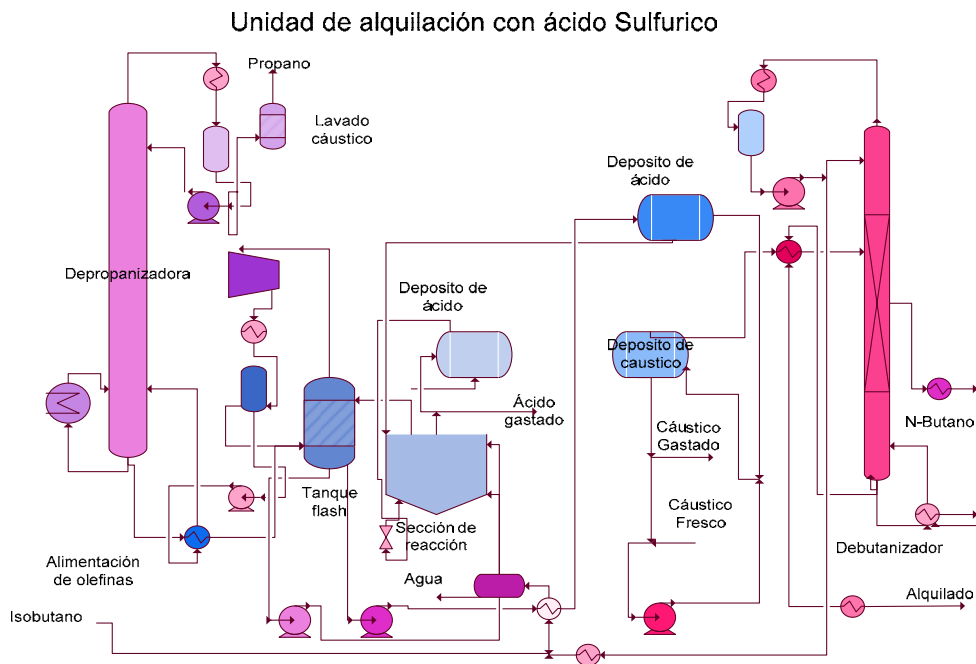 Unidad de alquilación con ácido Sulfurico
Propano
Lavado
cáustico
Deposito de
ácido
Depropanizadora
Deposito de
ácido
Deposito de
caustico
Ácido
gastado
N-Butano
Cáustico
Gastado
Tanque
flash
Cáustico
Fresco
Sección de
reacción
Debutanizador
Alimentación
de olefinas
Agua
Alquilado
Isobutano